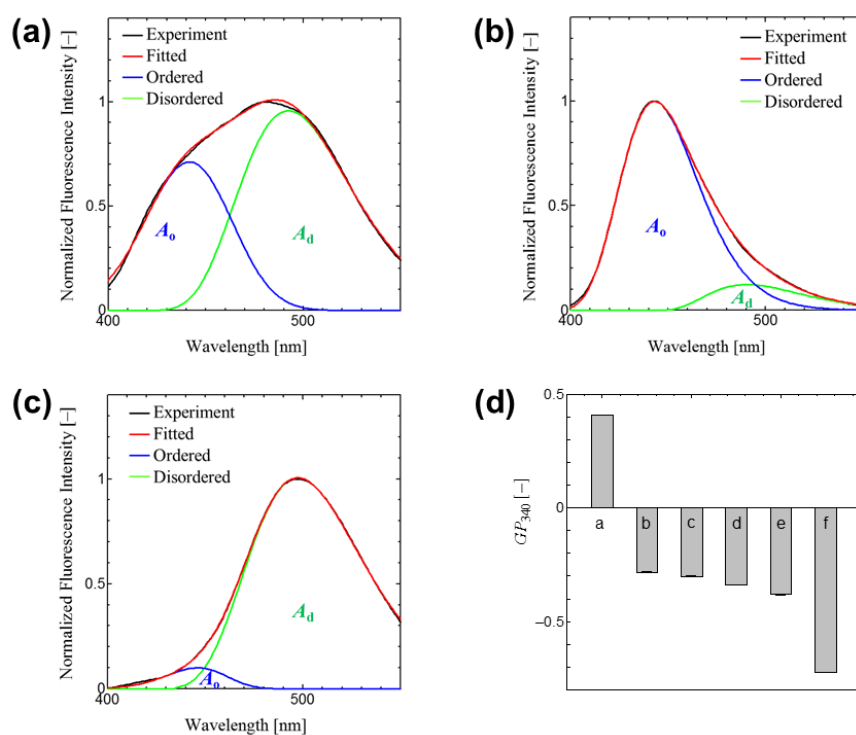 (a)
Normalized Fluorescence Intensity [–]
Experiment
Fitted
Ordered
Disordered
1
0.5
0
Ao
Ad
400
500
Wavelength [nm]
(b)
Normalized Fluorescence Intensity [–]
Experiment
Fitted
Ordered
Disordered
1
0.5
0
Ao
Ad
400
500
Wavelength [nm]
(c)
Normalized Fluorescence Intensity [–]
Experiment
Fitted
Ordered
Disordered
1
0.5
0
Ao
Ad
400
500
Wavelength [nm]
(d)
GP340 [–]
0.5
0
–0.5
a
b
c
d
e
f